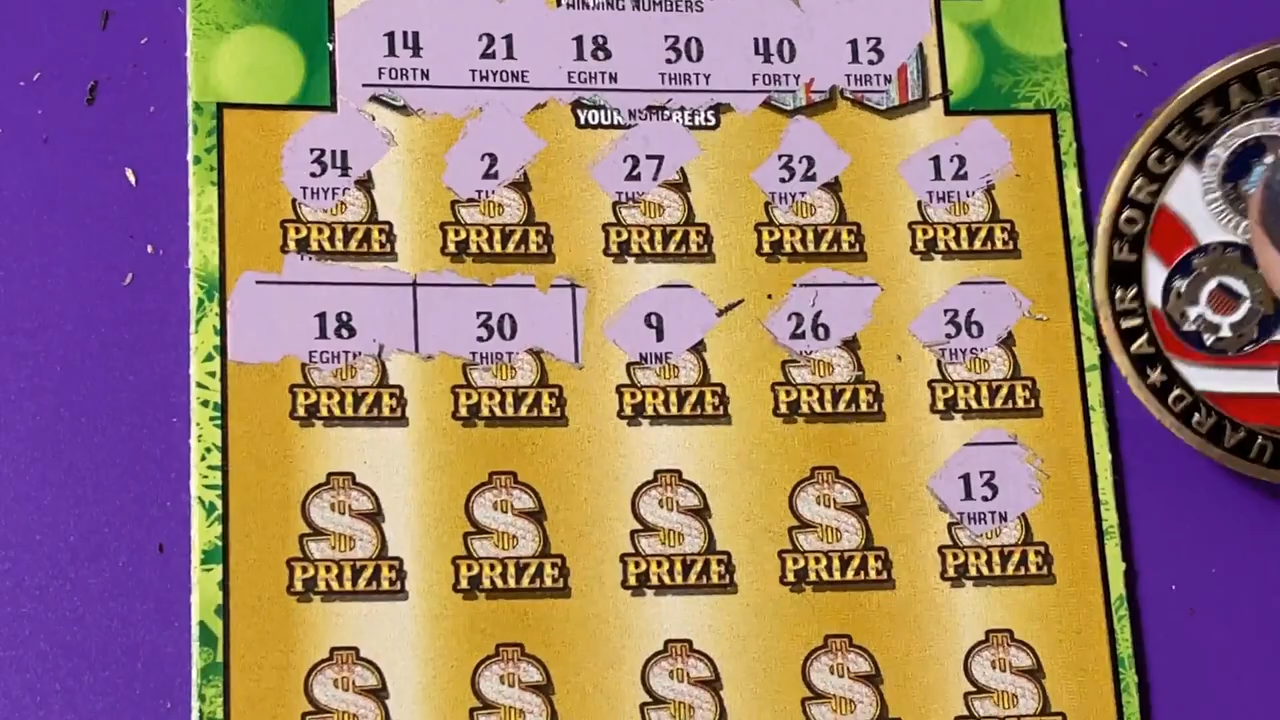 WINNING NUMBERS
14 21 18 30 40 13
FORTN TWYONE EGHTN THIRTY FORTY THRTN
YOUR NUMBERS
34 2 27 32 12
PRIZE PRIZE PRIZE PRIZE PRIZE
18 30 9 26 36
EGHTN NINE
PRIZE PRIZE PRIZE PRIZE PRIZE
13
THRTN
$ $ $ $
PRIZE PRIZE PRIZE PRIZE PRIZE
$ $ $ $ $
AIR FORCE